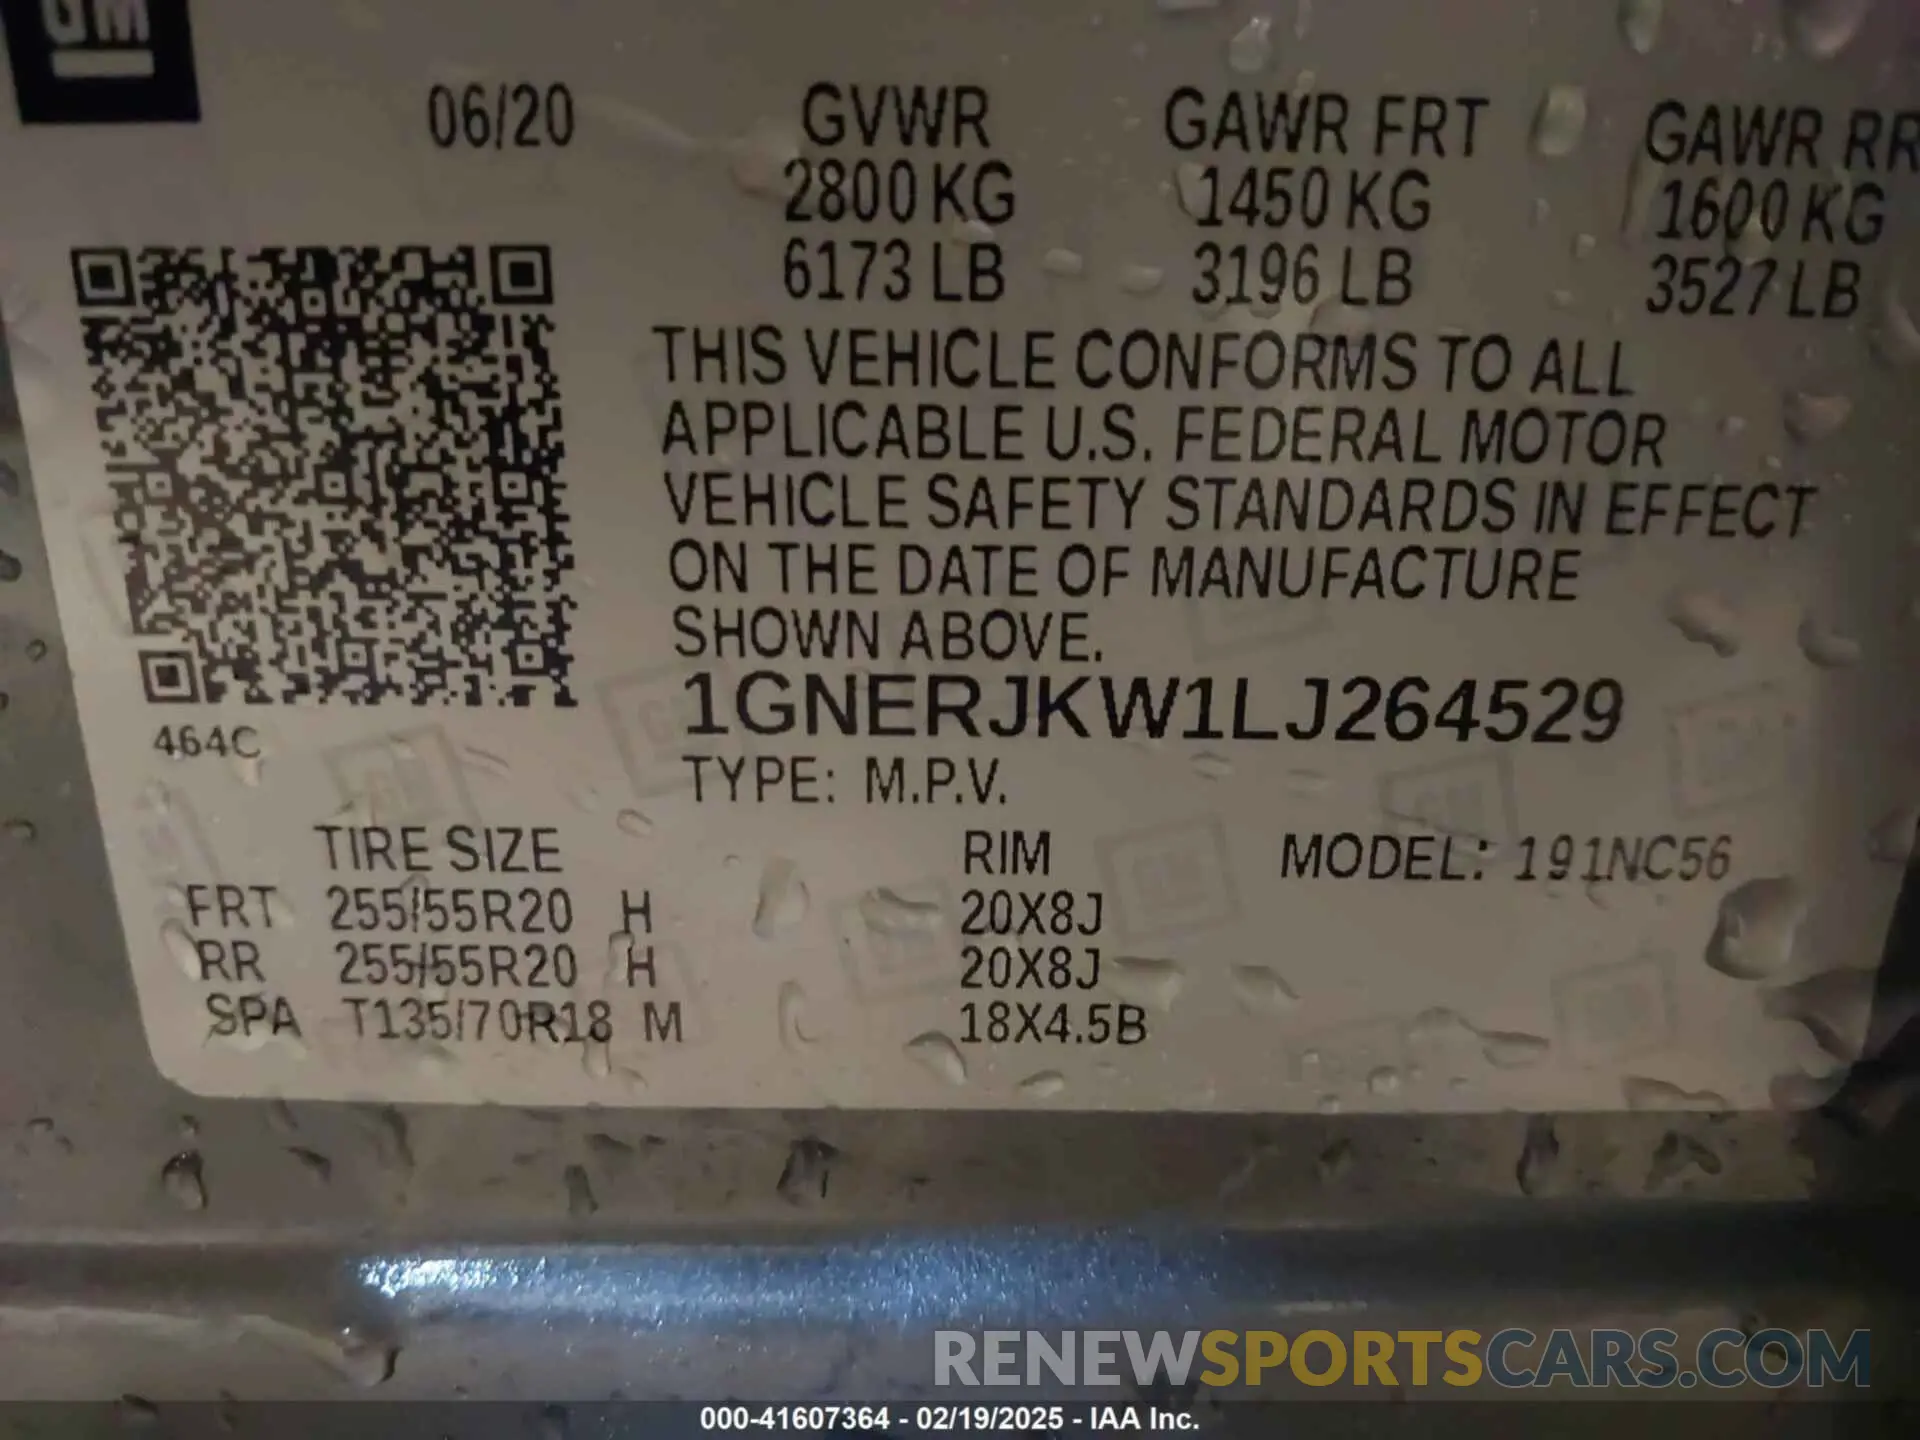 GM
06/20 GVWR GAWR FRT GAWR RR
2800 KG 1450 KG 1600 KG
6173 LB 3196 LB 3527 LB
THIS VEHICLE CONFORMS TO ALL
APPLICABLE U.S. FEDERAL MOTOR
VEHICLE SAFETY STANDARDS IN EFFECT
ON THE DATE OF MANUFACTURE
SHOWN ABOVE.
1GNERJKW1LJ264529
464C
TYPE: M.P.V.
TIRE SIZE RIM MODEL: 191NC56
FRT 255/55R20 H 20X8J
RR 255/55R20 H 20X8J
SPA T135/70R18 M 18X4.5B
RENEWSPORTSCARS.COM
000-41607364 - 02/19/2025 - IAA Inc.